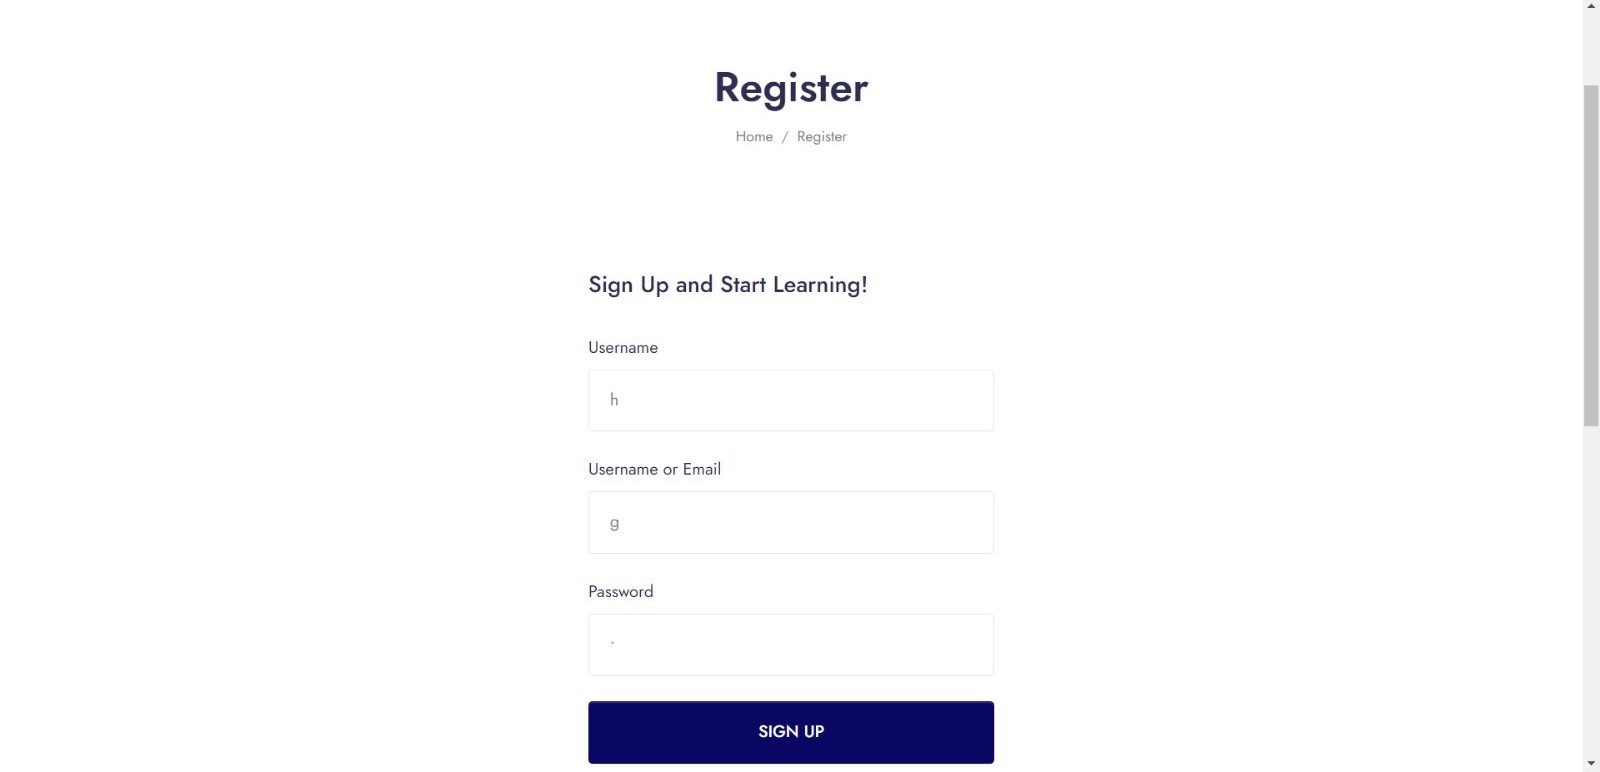 Register
Home / Register
Sign Up and Start Learning!
Username
h
Username or Email
g
Password
.
SIGN UP